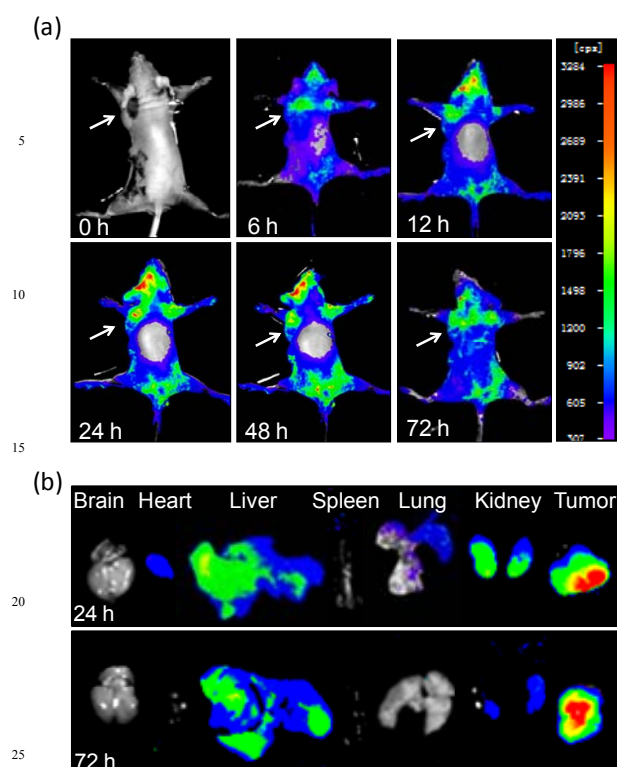 (a)
[cpx]
3284
2986
2689
5
2391
0 h 6 h 12 h
2093
1796
10
1498
1200
902
605
24 h 48 h 72 h
307
15
(b)
Brain Heart Liver Spleen Lung Kidney Tumor
20
24 h
25
72 h